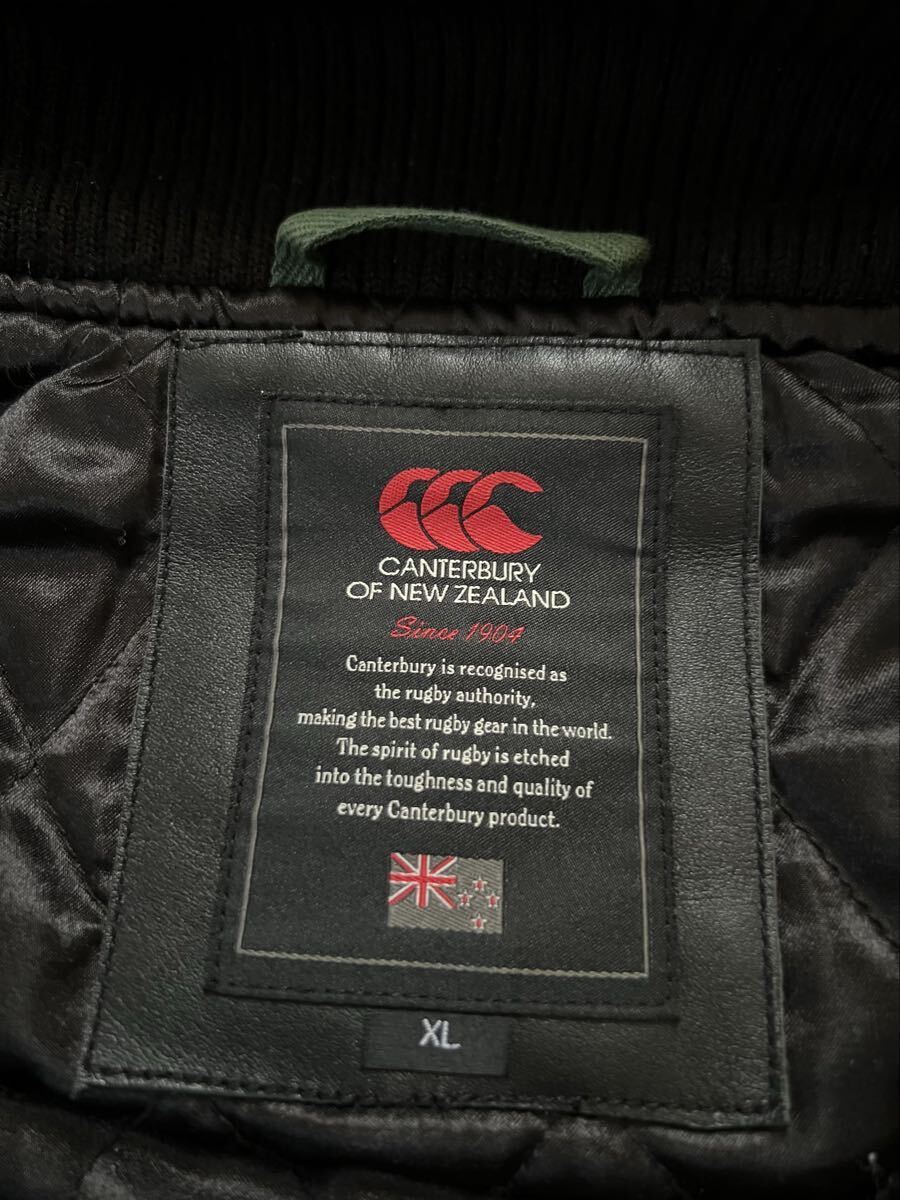 CCC
CANTERBURY
OF NEW ZEALAND
Since 1904
Canterbury is recognised as
the rugby authority,
making the best rugby gear in the world.
The spirit of rugby is etched
into the toughness and quality of
every Canterbury product.
XL